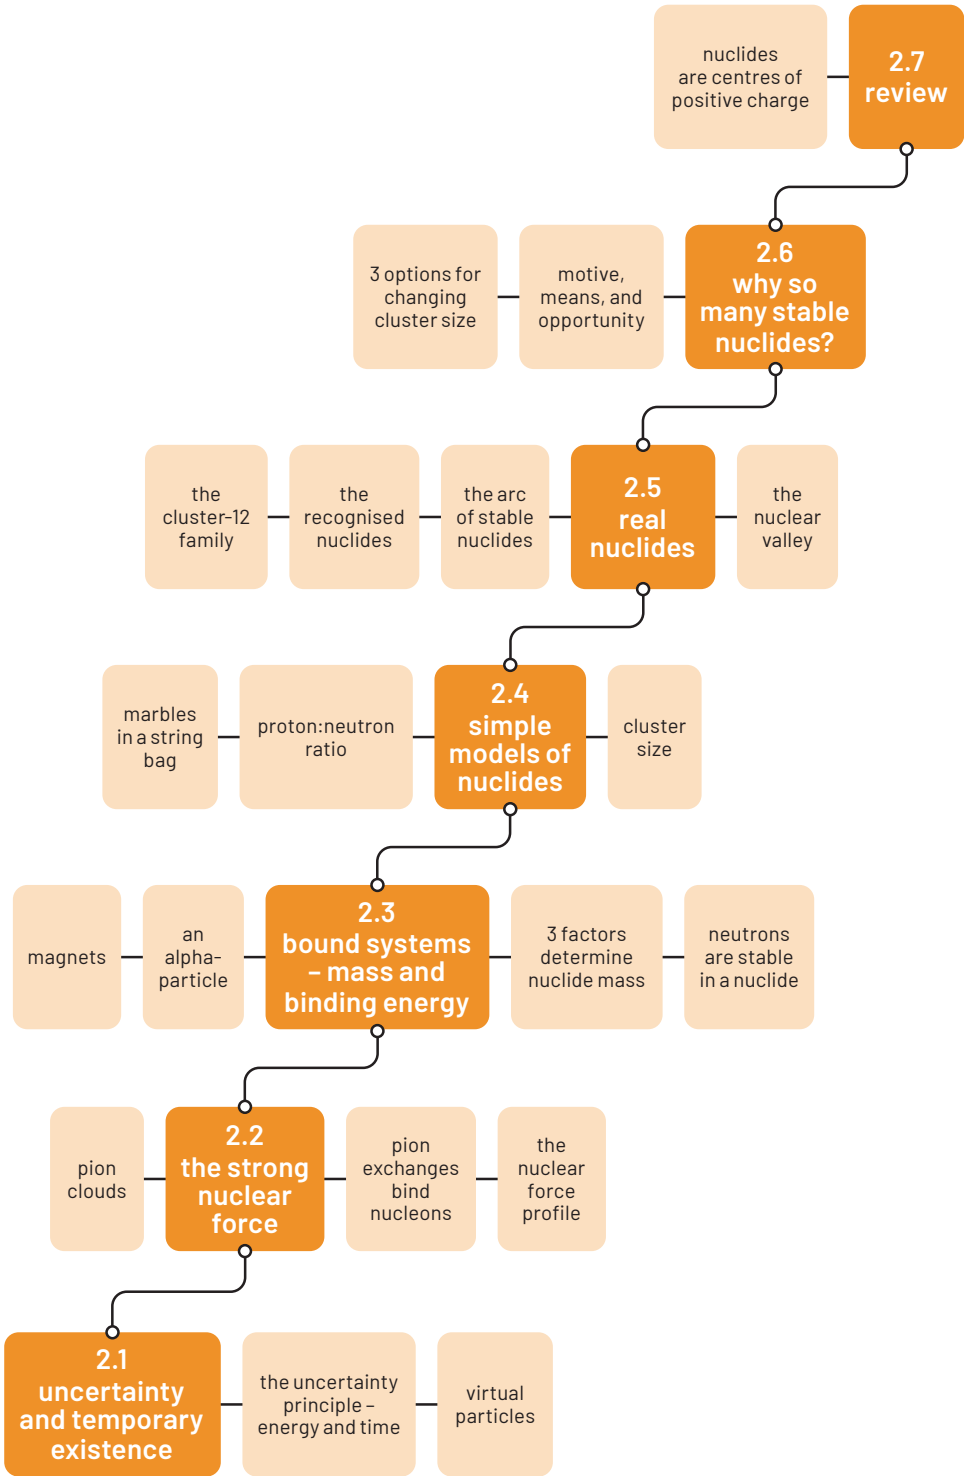 nuclides
are centres of
positive charge
2.7
review
3 options for
changing
cluster size
motive,
means, and
opportunity
2.6
why so
many stable
nuclides?
the
cluster-12
family
the
recognised
nuclides
the arc
of stable
nuclides
2.5
real
nuclides
the
nuclear
valley
marbles
in a string
bag
proton:neutron
ratio
2.4
simple
models of
nuclides
cluster
size
magnets
an
alpha-
particle
2.3
bound systems
– mass and
binding energy
3 factors
determine
nuclide mass
neutrons
are stable
in a nuclide
pion
clouds
2.2
the strong
nuclear
force
pion
exchanges
bind
nucleons
the
nuclear
force
profile
2.1
uncertainty
and temporary
existence
the uncertainty
principle –
energy and time
virtual
particles